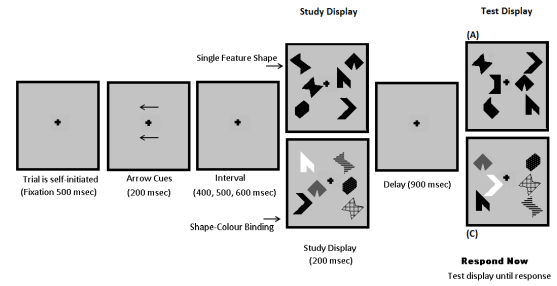 Study Display
Test Display
(A)
Single Feature Shape
Trial is self-initiated
(Fixation 500 msec)
Arrow Cues
(200 msec)
Interval
(400, 500, 600 msec)
Delay (900 msec)
Shape-Colour Binding
(C)
Study Display
(200 msec)
Respond Now
Test display until response